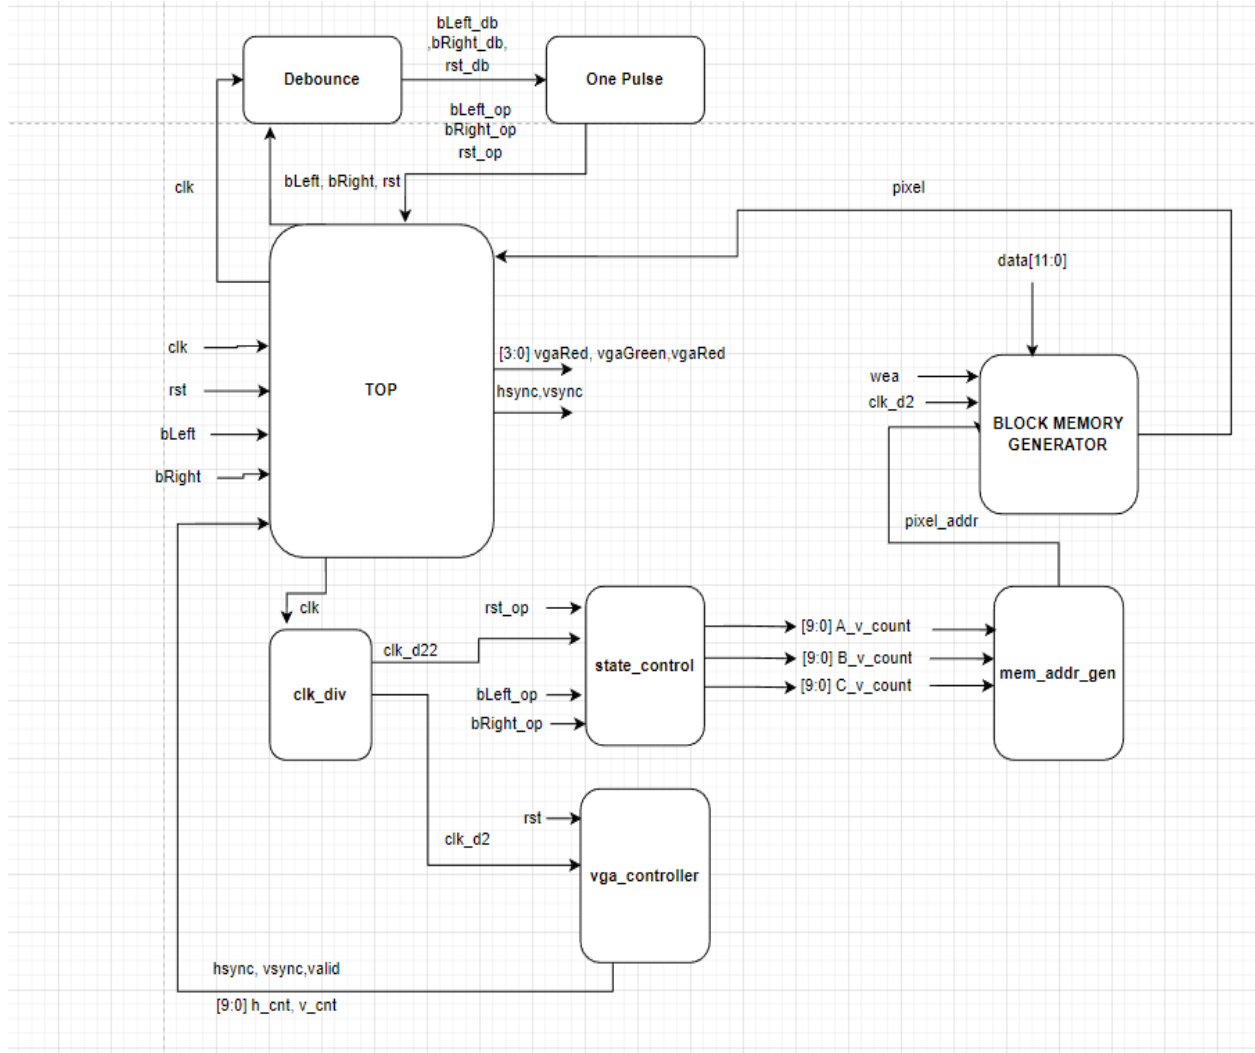 bLeft_db
,bRight_db,
rst_db
Debounce
One Pulse
bLeft_op
bRight_op
rst_op
clk
bLeft, bRight, rst
pixel
data[11:0]
clk
[3:0] vgaRed, vgaGreen,vgaRed
rst
TOP
hsync,vsync
wea
clk_d2
bLeft
BLOCK MEMORY
GENERATOR
bRight
pixel_addr
clk
rst_op
[9:0] A_v_count
clk_d22
state_control
[9:0] B_v_count
mem_addr_gen
clk_div
bLeft_op
[9:0] C_v_count
bRight_op
rst
clk_d2
vga_controller
hsync, vsync,valid
[9:0] h_cnt, v_cnt